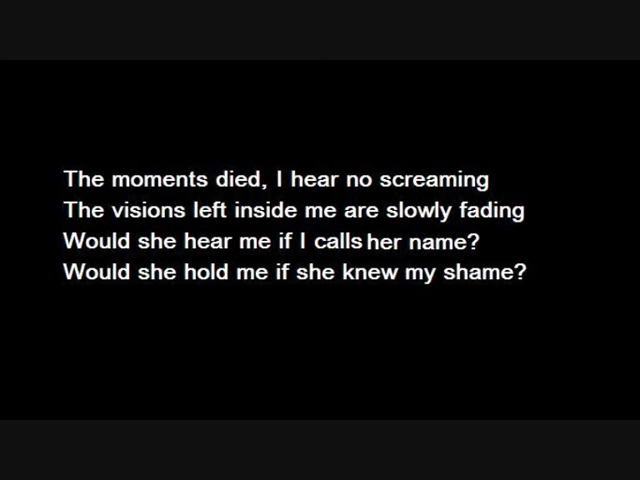 The moments died, I hear no screaming
The visions left inside me are slowly fading
Would she hear me if I calls her name?
Would she hold me if she knew my shame?